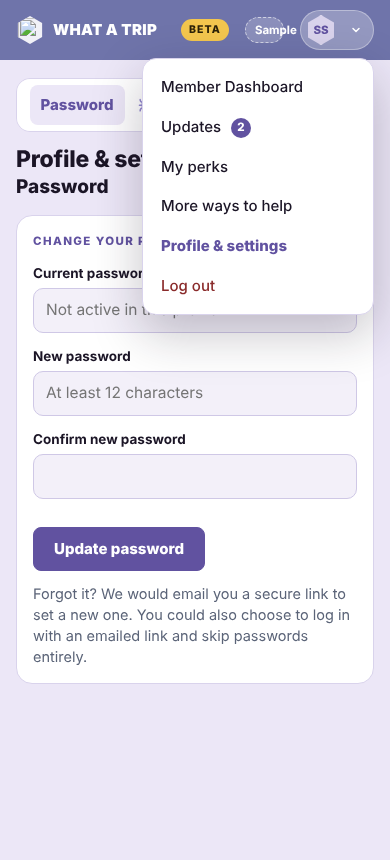 WHAT A TRIP
BETA
Sample
SS
Member Dashboard
Updates 2
My perks
More ways to help
Profile & settings
Log out
Password
Profile & se
Password
CHANGE YOUR
Current passwor
Not active in
New password
At least 12 characters
Confirm new password
Update password
Forgot it? We would email you a secure link to
set a new one. You could also choose to log in
with an emailed link and skip passwords
entirely.